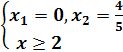 {x₁ = 0, x₂ = 4/5
x ≥ 2